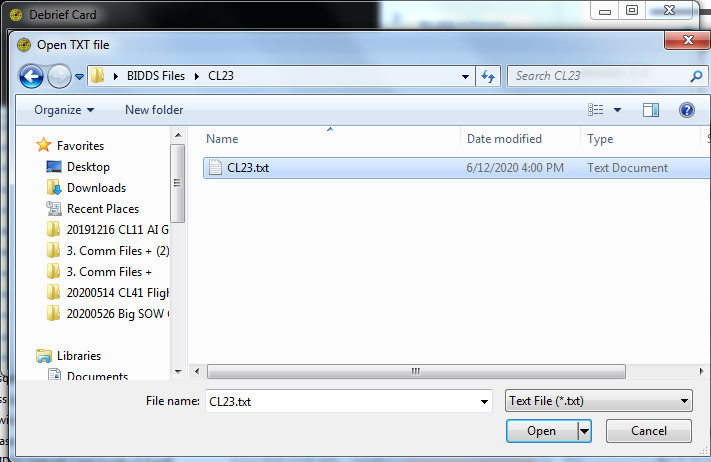 Debrief Card
Open TXT file
BIDDS Files CL23
Search CL23
Organize New folder
Name Date modified Type
CL23.txt 6/12/2020 4:00 PM Text Document
Favorites
Desktop
Downloads
Recent Places
20191216 CL11 AI G
3. Comm Files + (2)
3. Comm Files +
20200514 CL41 Fligh
20200526 Big SOW
Libraries
Documents
File name: CL23.txt Text File (*.txt)
Open Cancel